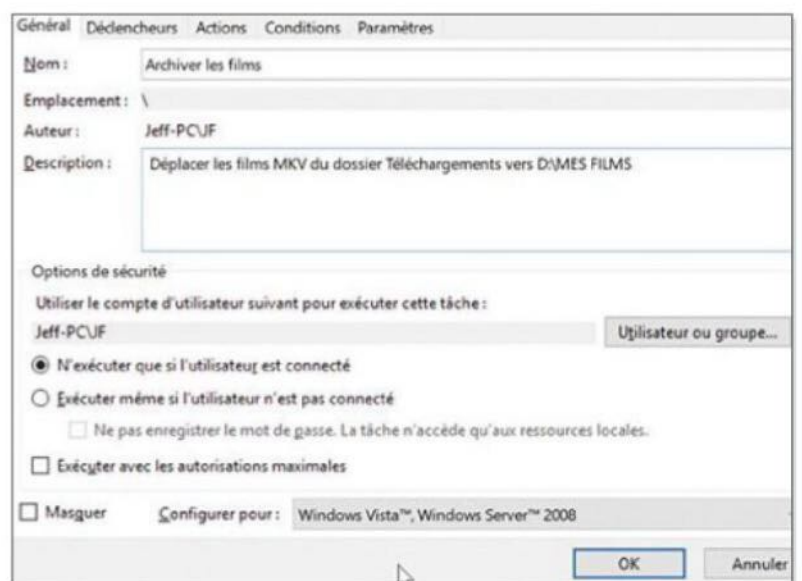 Général Déclencheurs Actions Conditions Paramètres
Nom : Archiver les films
Emplacement : \
Auteur : Jeff-PC\JF
Description : Déplacer les films MKV du dossier Téléchargements vers D:\MES FILMS
Options de sécurité
Utiliser le compte d'utilisateur suivant pour exécuter cette tâche :
Jeff-PC\JF Utilisateur ou groupe...
N'exécuter que si l'utilisateur est connecté
Exécuter même si l'utilisateur n'est pas connecté
Ne pas enregistrer le mot de passe. La tâche n'accède qu'aux ressources locales.
Exécuter avec les autorisations maximales
Masquer Configurer pour : Windows Vista™, Windows Server™ 2008
OK Annuler